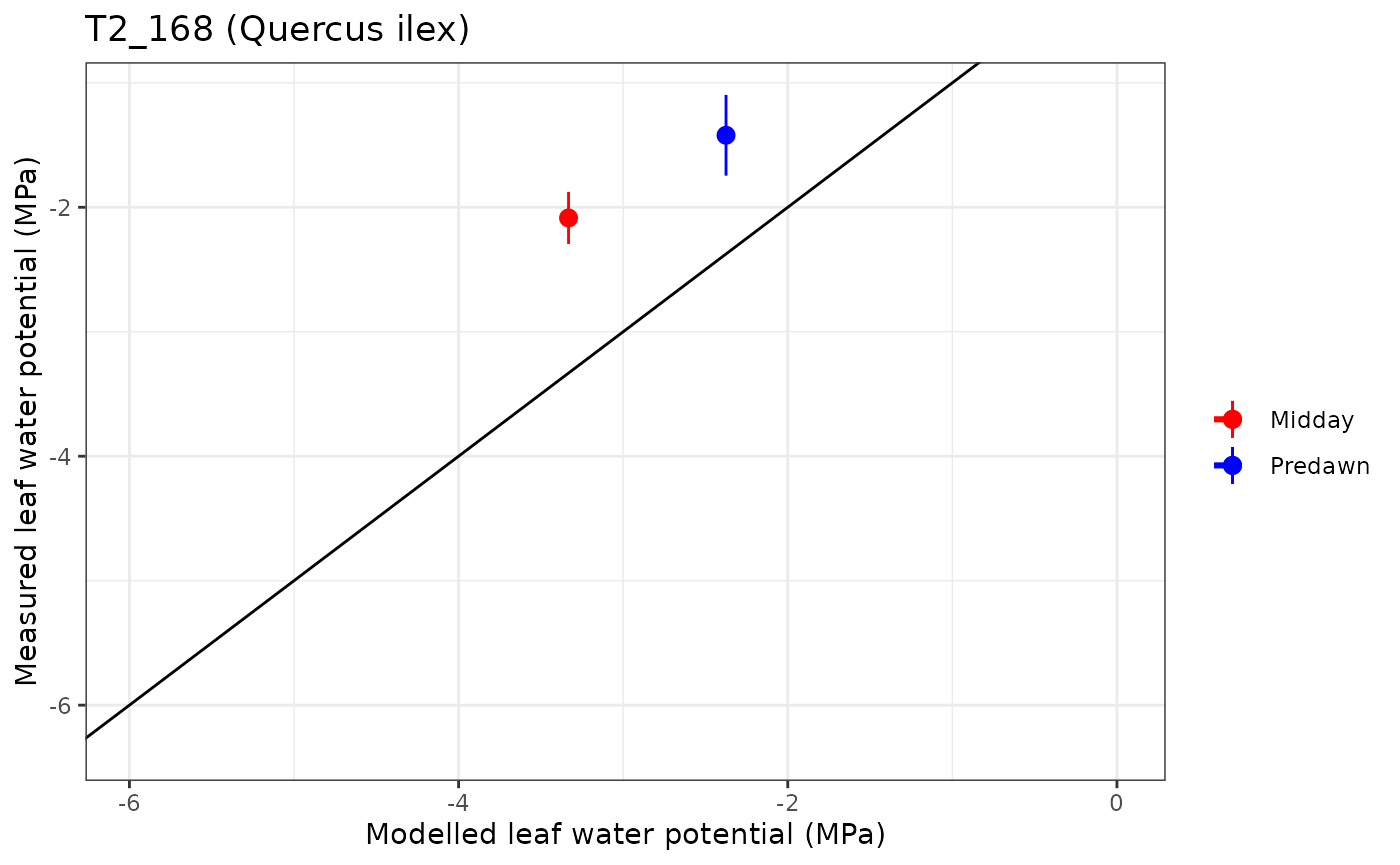 T2_168 (Quercus ilex)
Measured leaf water potential (MPa)
-2
-4
-6
-6
-4
-2
0
Modelled leaf water potential (MPa)
Midday
Predawn